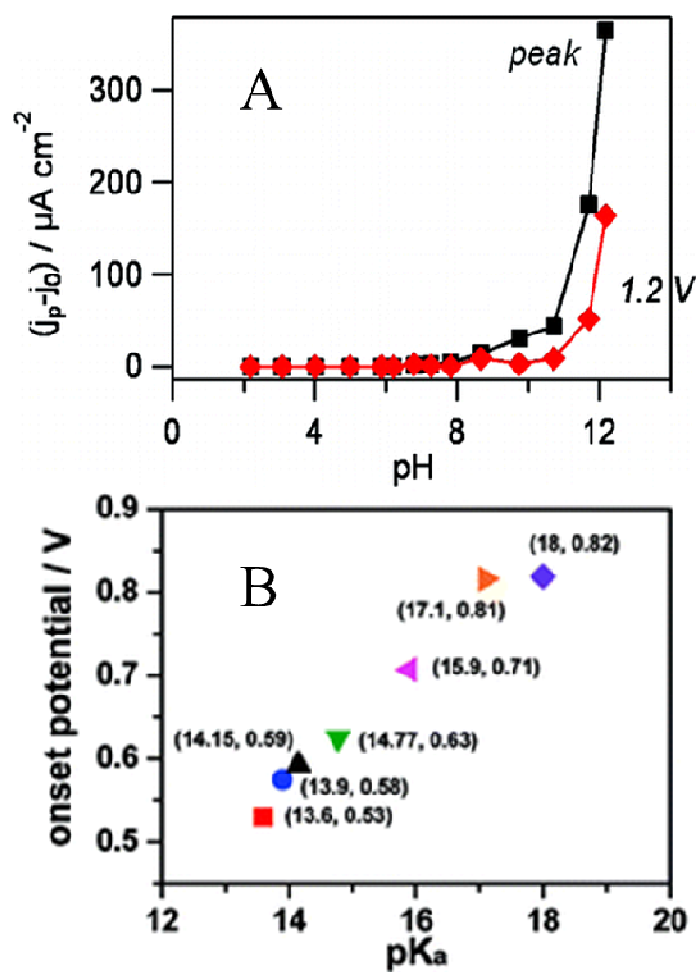 A
peak
1.2 V
(jp-j0) / µA cm⁻²
300
200
100
0
0 4 8 12
pH
B
onset potential / V
0.9
0.8
0.7
0.6
0.5
(18, 0.82)
(17.1, 0.81)
(15.9, 0.71)
(14.15, 0.59) (14.77, 0.63)
(13.9, 0.58)
(13.6, 0.53)
12 14 16 18 20
pKa